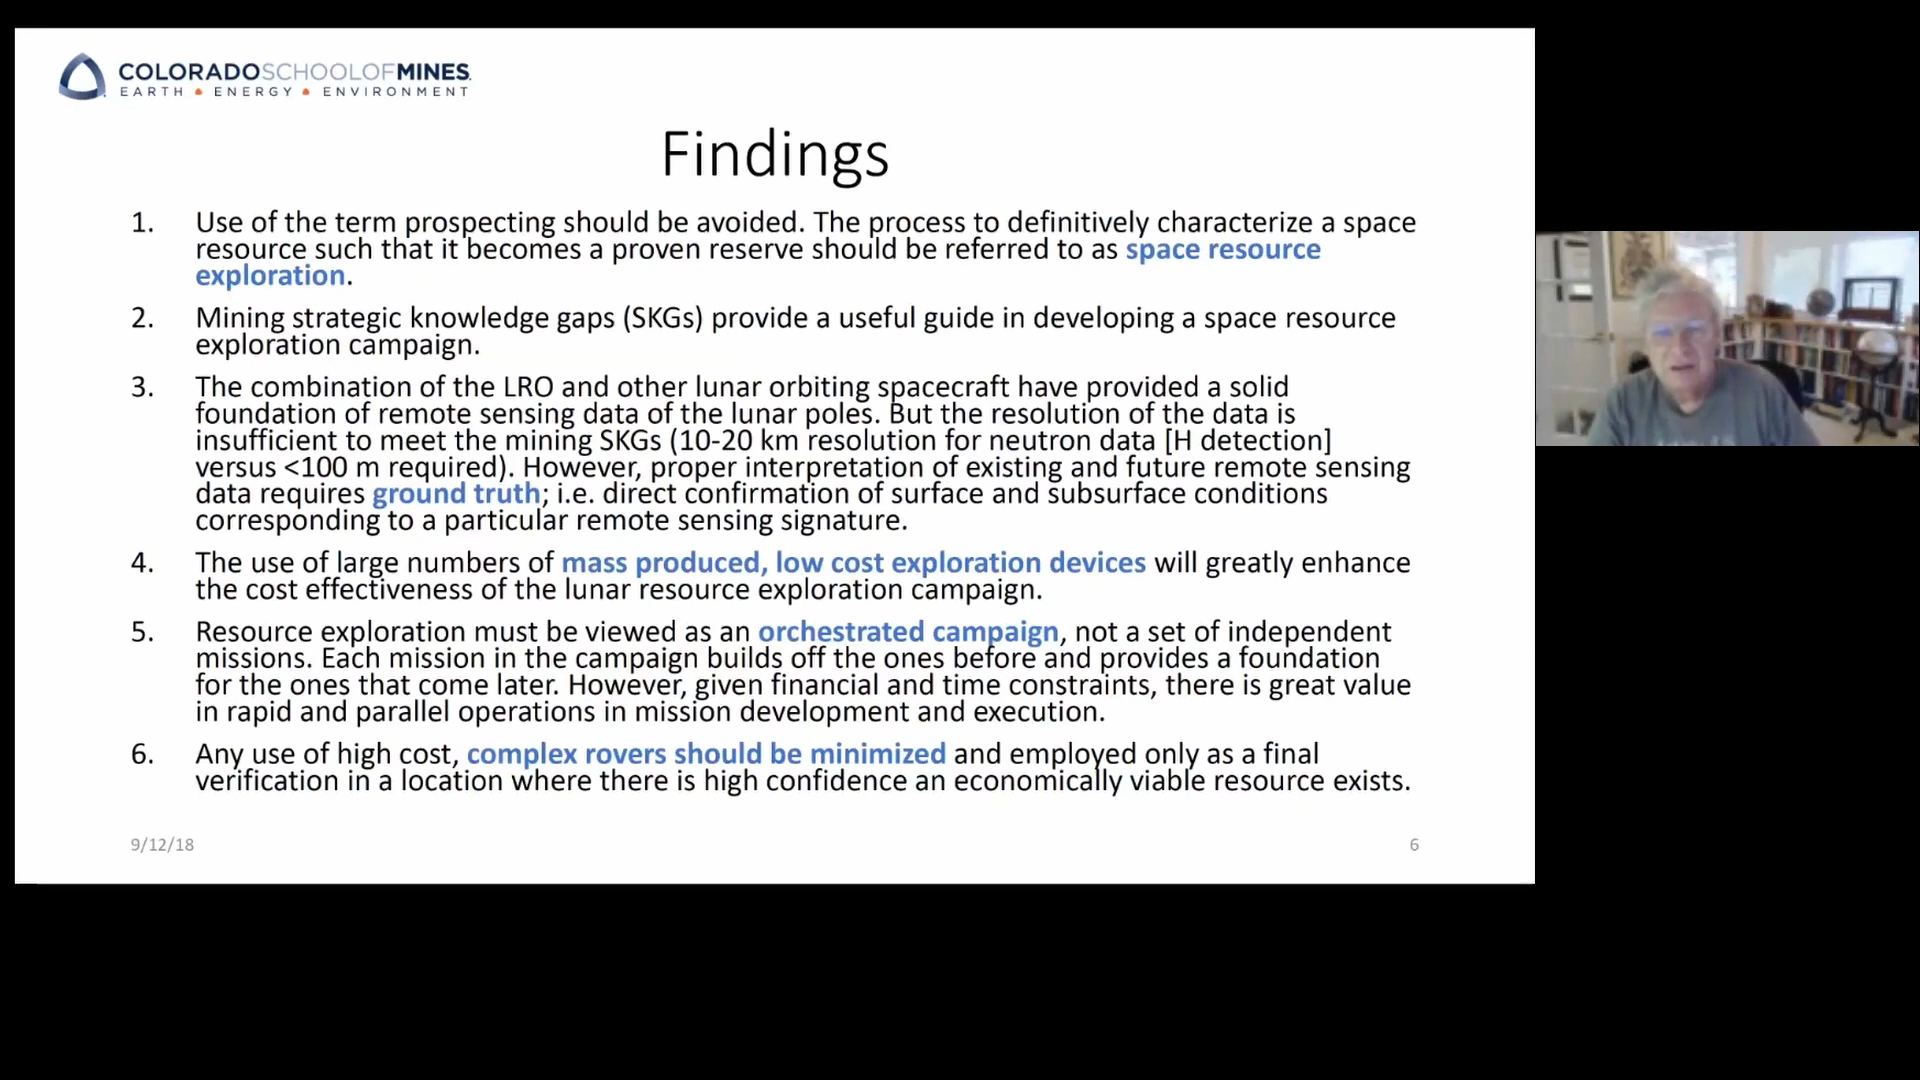 COLORADOSCHOOLOFMINES
EARTH • ENERGY • ENVIRONMENT
Findings
1. Use of the term prospecting should be avoided. The process to definitively characterize a space
resource such that it becomes a proven reserve should be referred to as space resource
exploration.
2. Mining strategic knowledge gaps (SKGs) provide a useful guide in developing a space resource
exploration campaign.
3. The combination of the LRO and other lunar orbiting spacecraft have provided a solid
foundation of remote sensing data of the lunar poles. But the resolution of the data is
insufficient to meet the mining SKGs (10-20 km resolution for neutron data [H detection]
versus <100 m required). However, proper interpretation of existing and future remote sensing
data requires ground truth; i.e. direct confirmation of surface and subsurface conditions
corresponding to a particular remote sensing signature.
4. The use of large numbers of mass produced, low cost exploration devices will greatly enhance
the cost effectiveness of the lunar resource exploration campaign.
5. Resource exploration must be viewed as an orchestrated campaign, not a set of independent
missions. Each mission in the campaign builds off the ones before and provides a foundation
for the ones that come later. However, given financial and time constraints, there is great value
in rapid and parallel operations in mission development and execution.
6. Any use of high cost, complex rovers should be minimized and employed only as a final
verification in a location where there is high confidence an economically viable resource exists.
9/12/18
6